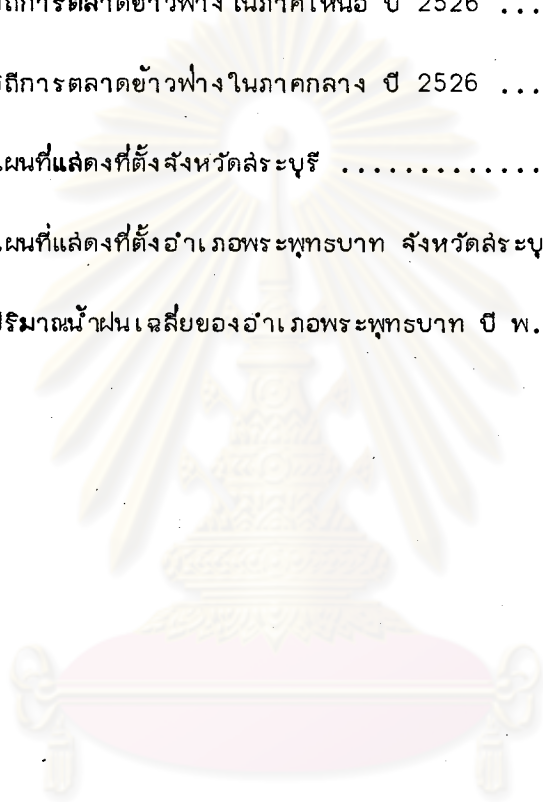 วิถีการตลาดข้าวฟ่างในภาคเหนือ ปี 2526 ...
วิถีการตลาดข้าวฟ่างในภาคกลาง ปี 2526 ...
แผนที่แสดงที่ตั้งจังหวัดสระบุรี .............
แผนที่แสดงที่ตั้งอำเภอพระพุทธบาท จังหวัดสระบุ
ปริมาณน้ำฝนเฉลี่ยของอำเภอพระพุทธบาท ปี พ.